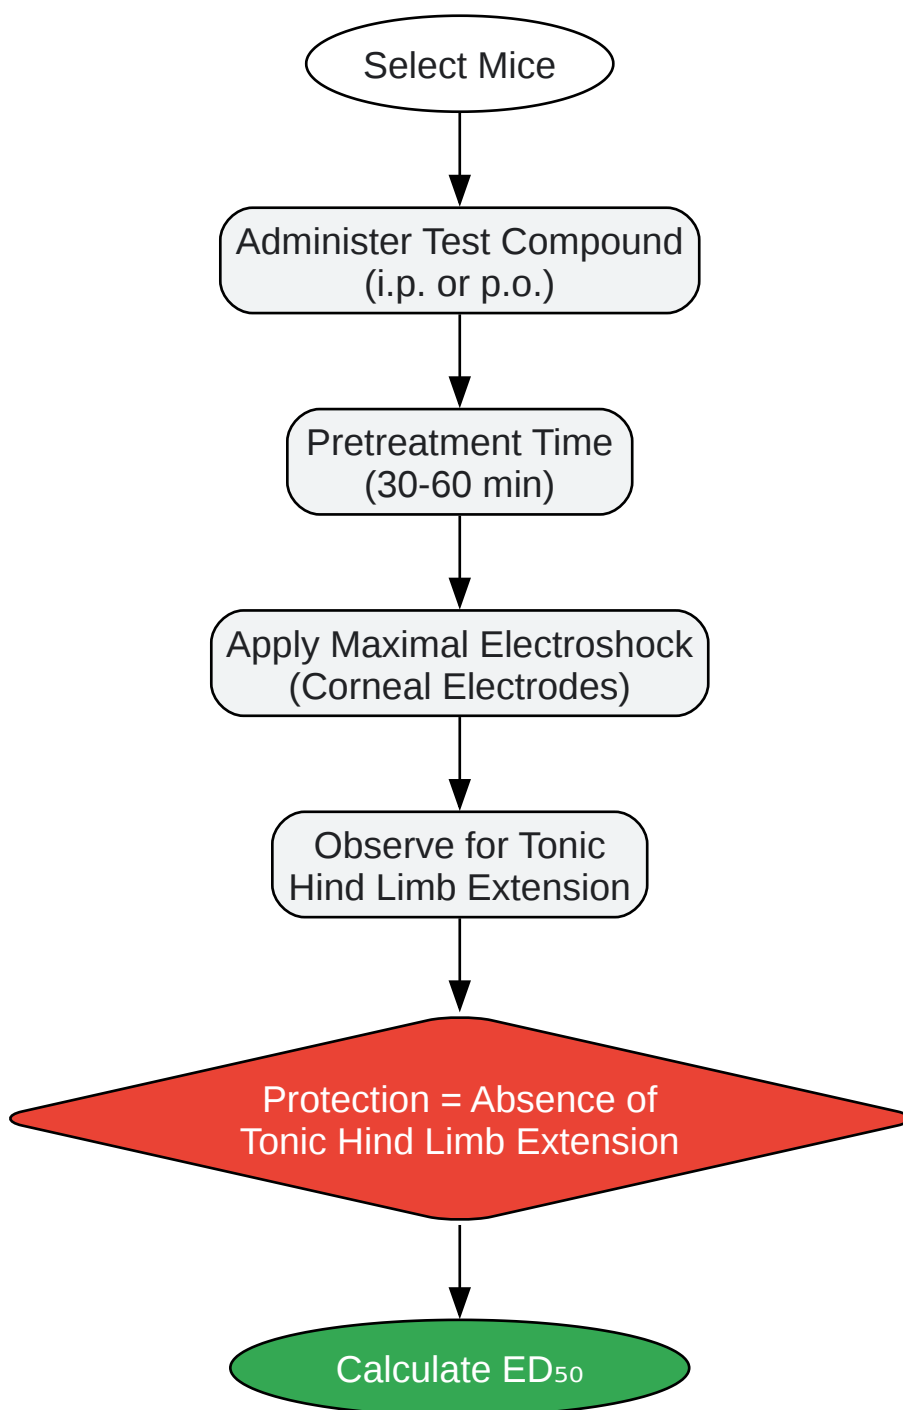 Select Mice
Administer Test Compound
(i.p. or p.o.)
Pretreatment Time
(30-60 min)
Apply Maximal Electroshock
(Corneal Electrodes)
Observe for Tonic
Hind Limb Extension
Protection = Absence of
Tonic Hind Limb Extension
Calculate ED₅₀